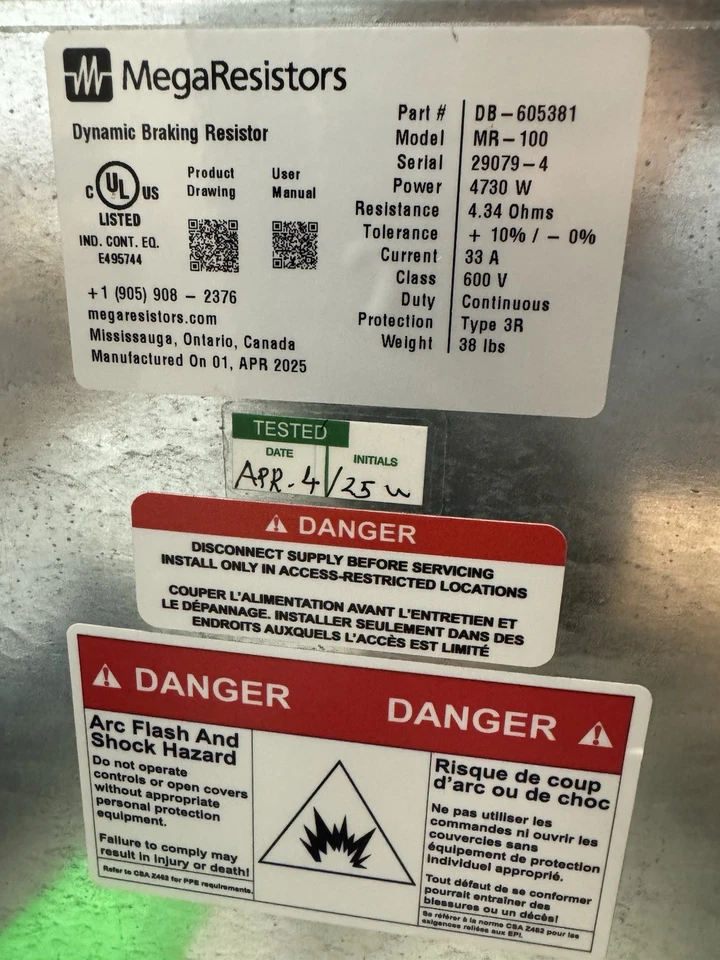 MegaResistors
Dynamic Braking Resistor
C UL US
LISTED
IND. CONT. EQ.
E495744
Product
Drawing
User
Manual
+1 (905) 908 – 2376
megaresistors.com
Mississauga, Ontario, Canada
Manufactured On 01, APR 2025
Part # DB – 605381
Model MR – 100
Serial 29079 – 4
Power 4730 W
Resistance 4.34 Ohms
Tolerance + 10% / – 0%
Current 33 A
Class 600 V
Duty Continuous
Protection Type 3R
Weight 38 lbs
TESTED
DATE INITIALS
APR. 4/25
DANGER
DISCONNECT SUPPLY BEFORE SERVICING
INSTALL ONLY IN ACCESS-RESTRICTED LOCATIONS
COUPER L'ALIMENTATION AVANT L'ENTRETIEN ET
LE DÉPANNAGE. INSTALLER SEULEMENT DANS DES
ENDROITS AUXQUELS L'ACCÈS EST LIMITÉ
DANGER
Arc Flash And
Shock Hazard
Do not operate
controls or open covers
without appropriate
personal protection
equipment.
Failure to comply may
result in injury or death!
Refer to CSA Z462 for PPE requirements.
DANGER
Risque de coup
d'arc ou de choc
Ne pas utiliser les
commandes ni ouvrir les
couvercies sans
équipement de protection
individuel approprié.
Tout défaut de se conformer
pourrait entraîner des
blessures ou un décès!
Se référer à la norme CSA Z462 pour les
exigences reliées aux EPI.